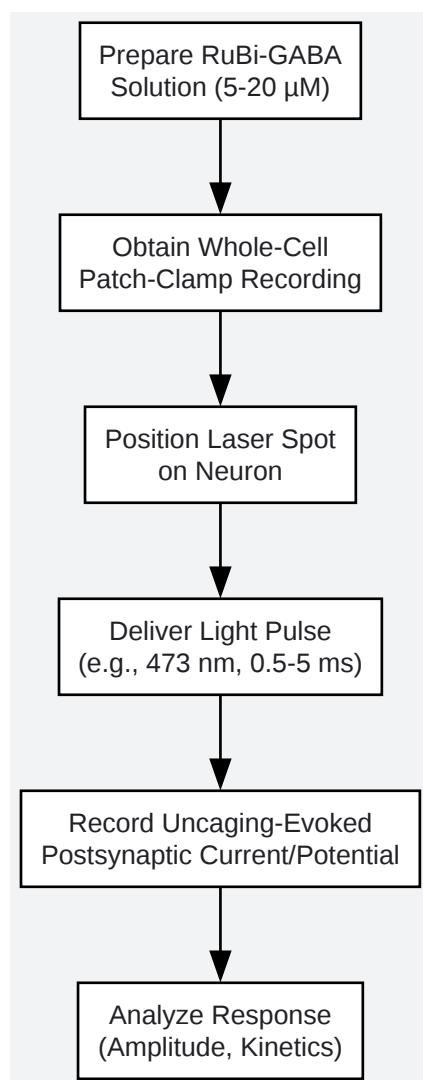 Prepare RuBi-GABA
Solution (5-20 µM)
Obtain Whole-Cell
Patch-Clamp Recording
Position Laser Spot
on Neuron
Deliver Light Pulse
(e.g., 473 nm, 0.5-5 ms)
Record Uncaging-Evoked
Postsynaptic Current/Potential
Analyze Response
(Amplitude, Kinetics)